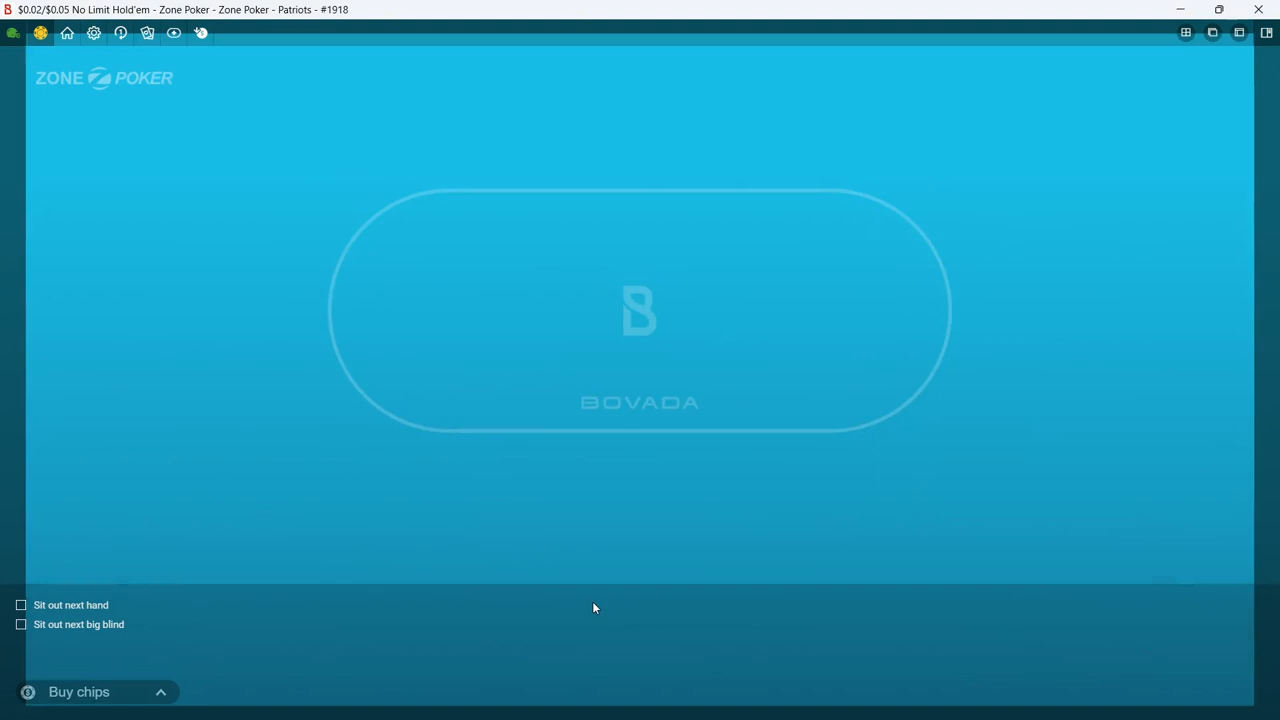 $0.02/$0.05 No Limit Hold'em - Zone Poker - Zone Poker - Patriots - #1918
ZONE POKER
BOVADA
Sit out next hand
Sit out next big blind
Buy chips